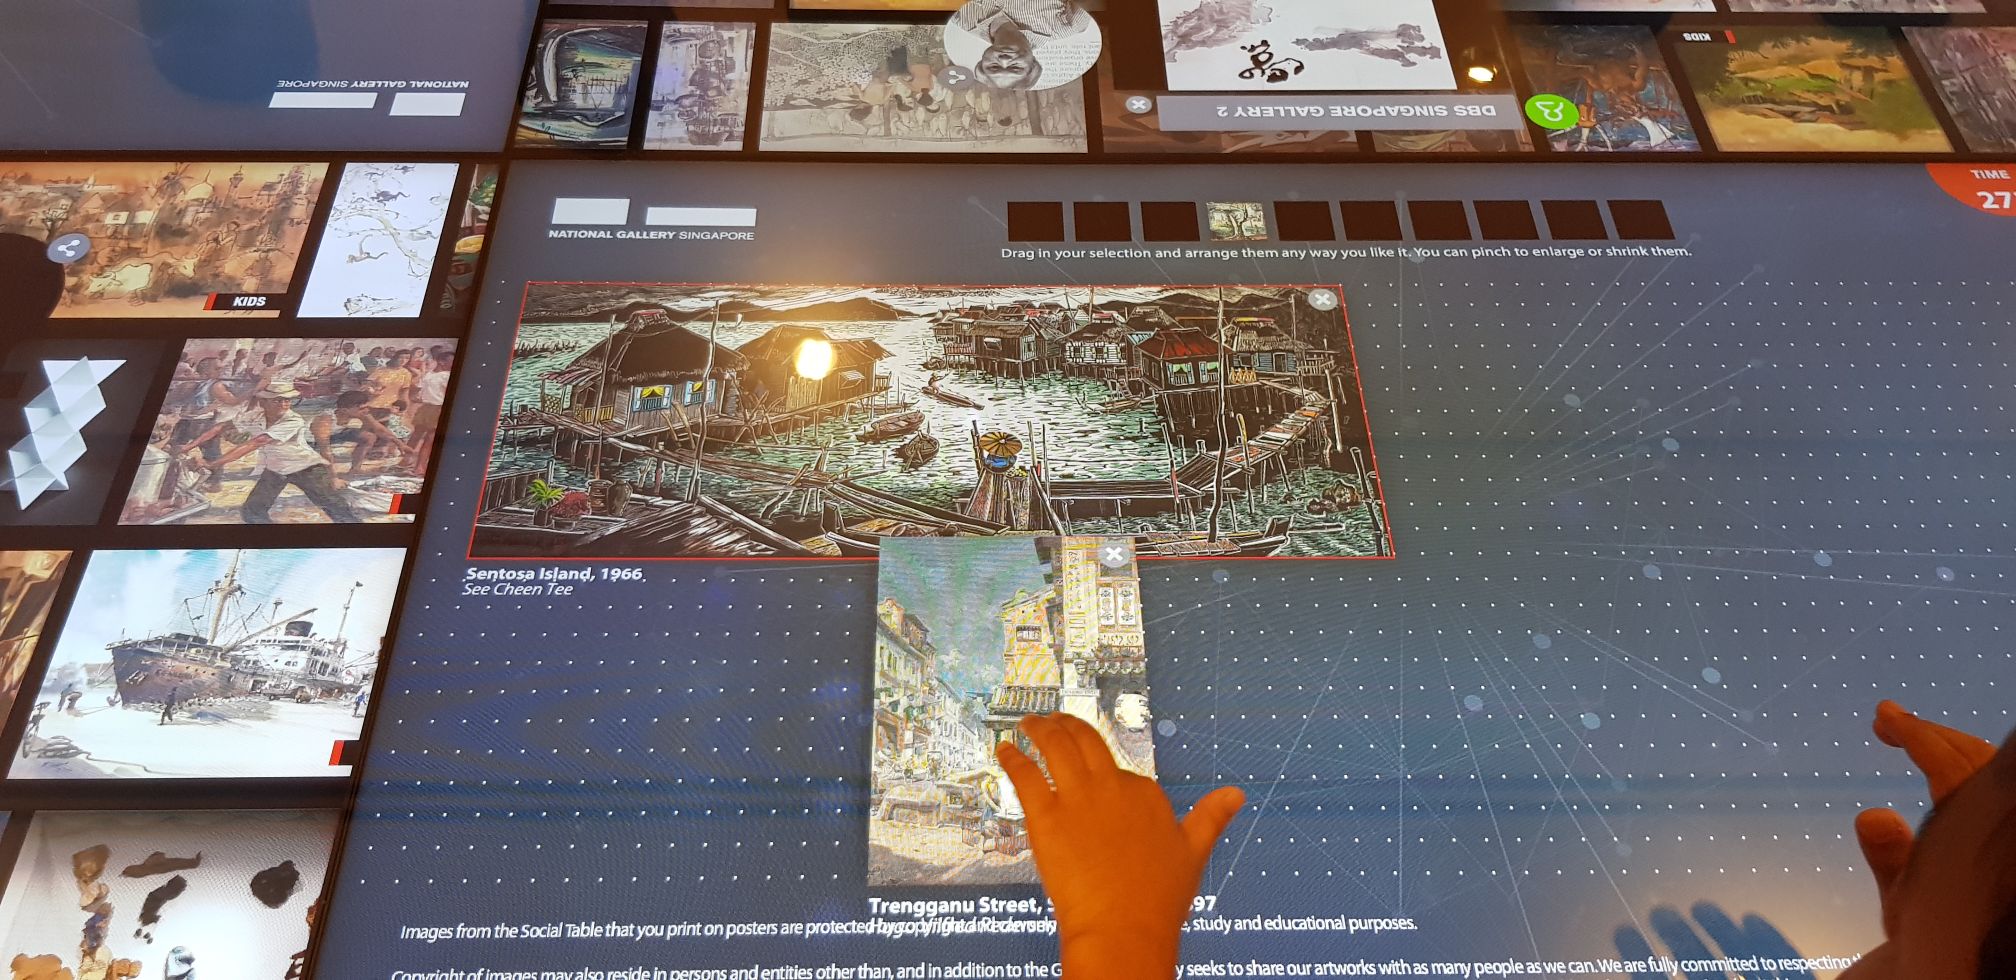 NATIONAL GALLERY SINGAPORE
DBS SINGAPORE GALLERY 2
KIDS
TIME
27
NATIONAL GALLERY SINGAPORE
Drag in your selection and arrange them any way you like it. You can pinch to enlarge or shrink them.
KIDS
Sentosa Island, 1966
See Cheen Tee
Trengganu Street, 97
Images from the Social Table that you print on posters are protected study and educational purposes.
Copyright of images may also reside in persons and entities other than, and in addition to the G y seeks to share our artworks with as many people as we can. We are fully committed to respecting